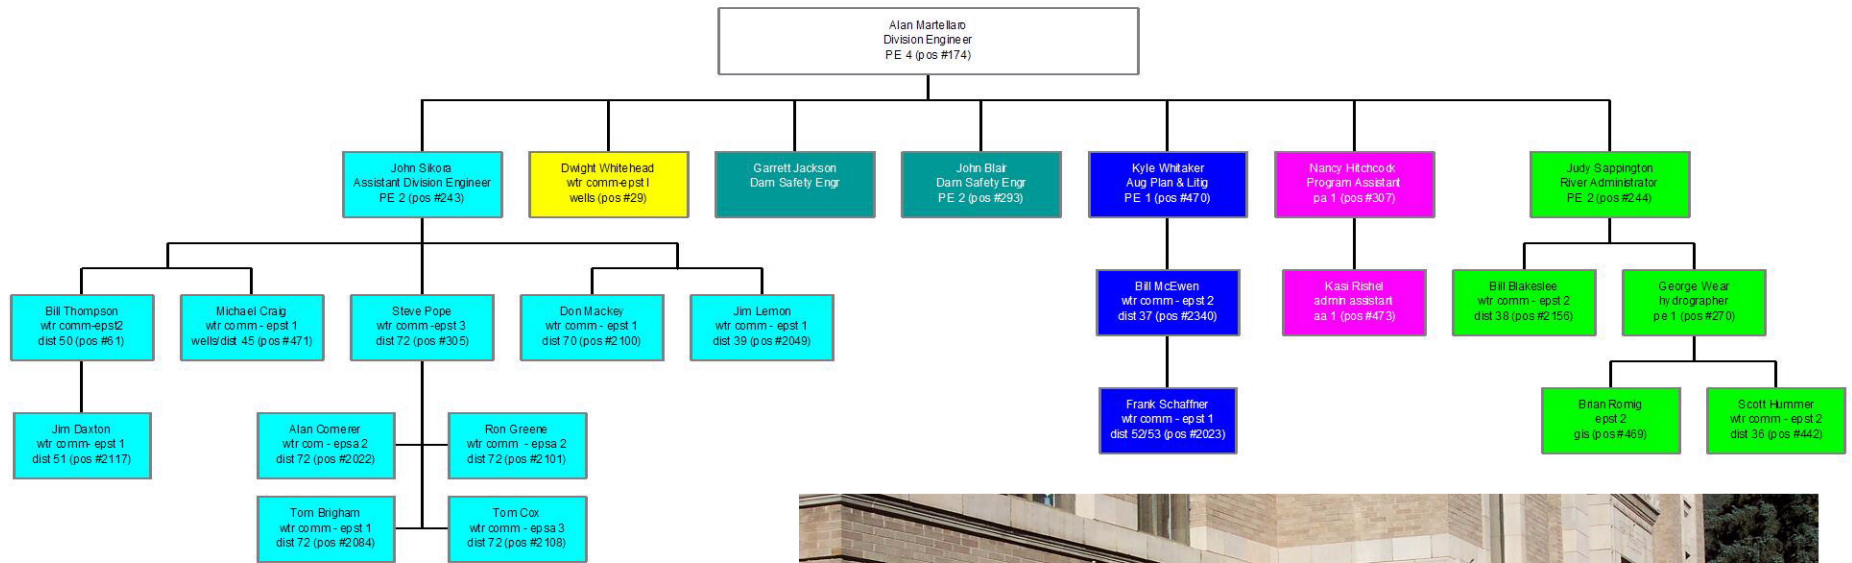 Alan Martellaro
Division Engineer
PE 4 (pos #174)
John Sikora
Assistant Division Engineer
PE 2 (pos #243)
Dwight Whitehead
wtr comm-epst I
wells (pos #29)
Garrett Jackson
Dam Safety Engr
John Blair
Dam Safety Engr
PE 2 (pos #293)
Kyle Whitaker
Aug Plan & Litig
PE 1 (pos #470)
Nancy Hitchcock
Program Assistant
pa 1 (pos #307)
Judy Sappington
River Administrator
PE 2 (pos #244)
Bill Thompson
wtr comm-epst2
dist 50 (pos #61)
Michael Craig
wtr comm - epst 1
wells/dist 45 (pos #471)
Steve Pope
wtr comm -epst 3
dist 72 (pos #305)
Don Mackey
wtr comm - epst 1
dist 70 (pos #2100)
Jim Lemon
wtr comm - epst 1
dist 39 (pos #2049)
Bill McEwen
wtr comm - epst 2
dist 37 (pos #2340)
Kasi Rishel
admin assistant
aa 1 (pos #473)
Bill Blakeslee
wtr comm - epst 2
dist 38 (pos #2156)
George Wear
hydrographer
pe 1 (pos #270)
Jim Daxton
wtr comm- epst 1
dist 51 (pos #2117)
Alan Comerer
wtr com - epsa 2
dist 72 (pos #2022)
Ron Greene
wtr comm - epsa 2
dist 72 (pos #2101)
Frank Schaffner
wtr comm - epst 1
dist 52/53 (pos #2023)
Brian Romig
epst 2
gis (pos #469)
Scott Hummer
wtr comm - epst 2
dist 36 (pos #442)
Tom Brigham
wtr comm - epst 1
dist 72 (pos #2084)
Tom Cox
wtr comm - epsa 3
dist 72 (pos #2108)